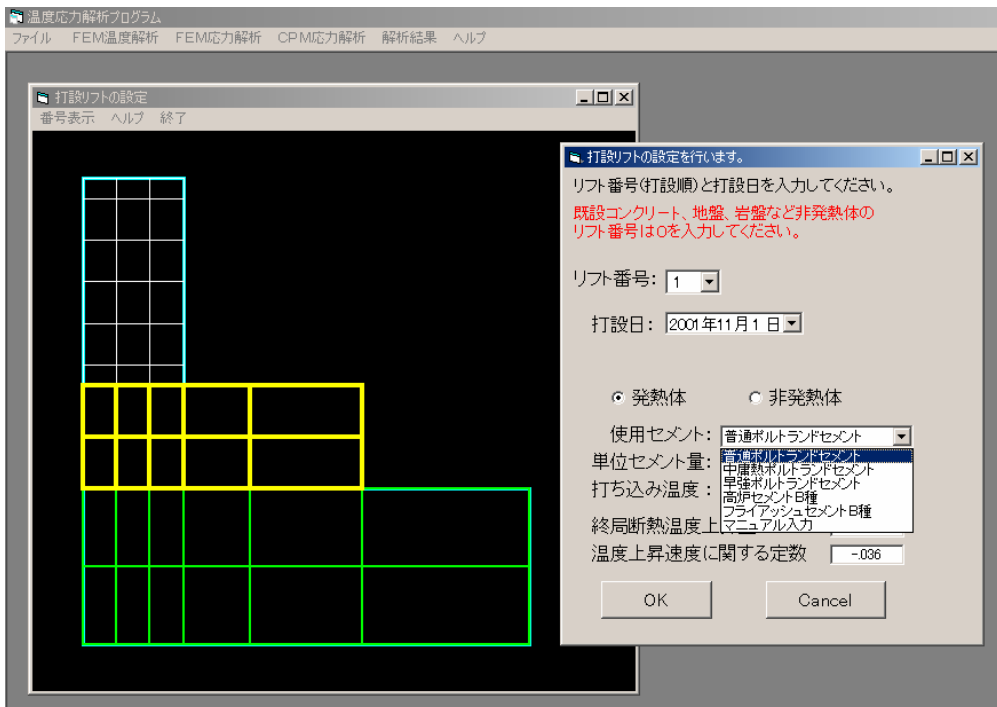 温度応力解析プログラム
ファイル FEM温度解析 FEM応力解析 CPM応力解析 解析結果 ヘルプ
打設リフトの設定
番号表示 ヘルプ 終了
打設リフトの設定を行います。
リフト番号(打設順)と打設日を入力してください。
既設コンクリート、地盤、岩盤など非発熱体の
リフト番号は0を入力してください。
リフト番号: 1
打設日: 2001年11月 1 日
発熱体 非発熱体
使用セメント: 普通ポルトランドセメント
単位セメント量:
普通ポルトランドセメント
中庸熱ポルトランドセメント
早強ポルトランドセメント
高炉セメントB種
フライアッシュセメントB種
マニュアル入力
打ち込み温度:
終局断熱温度上
温度上昇速度に関する定数 -.036
OK Cancel